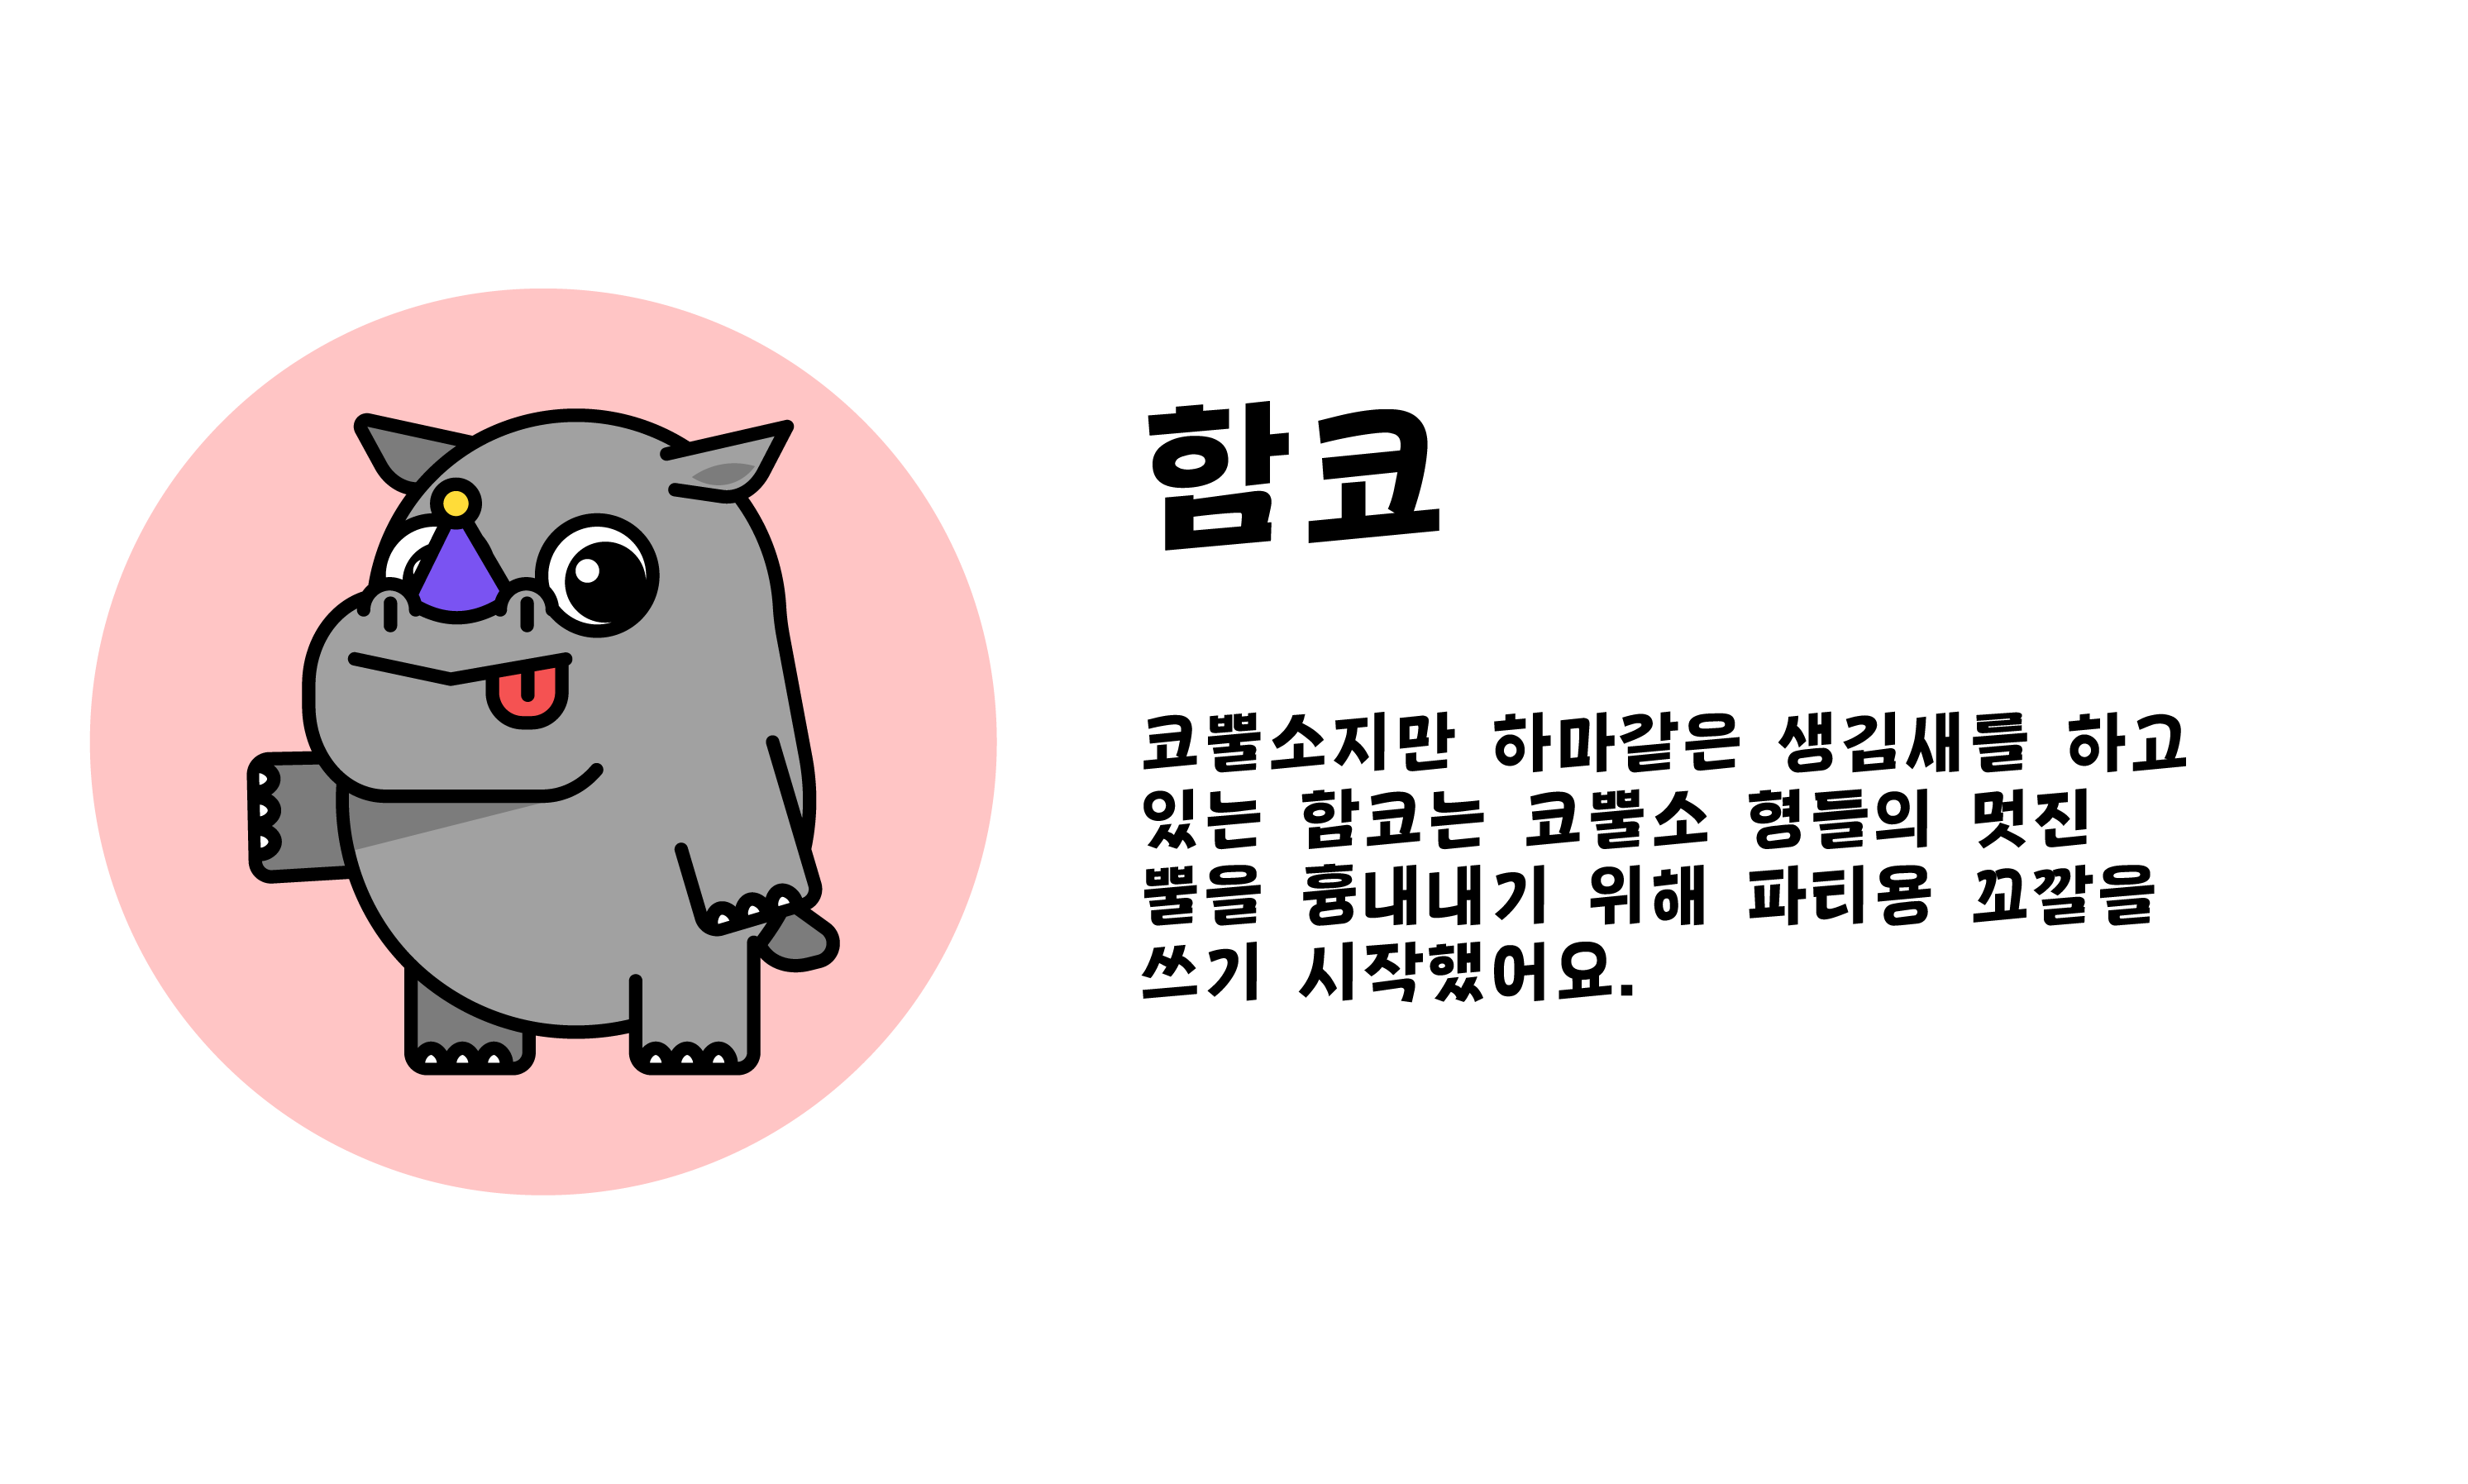 함코
코뿔소지만 하마삶은 생김새를 하고
있는 함코는 코뿔소 형들의 멋진
뿔을 흉내내기 위해 파티용 꼬깔을
쓰기 시작했어요.